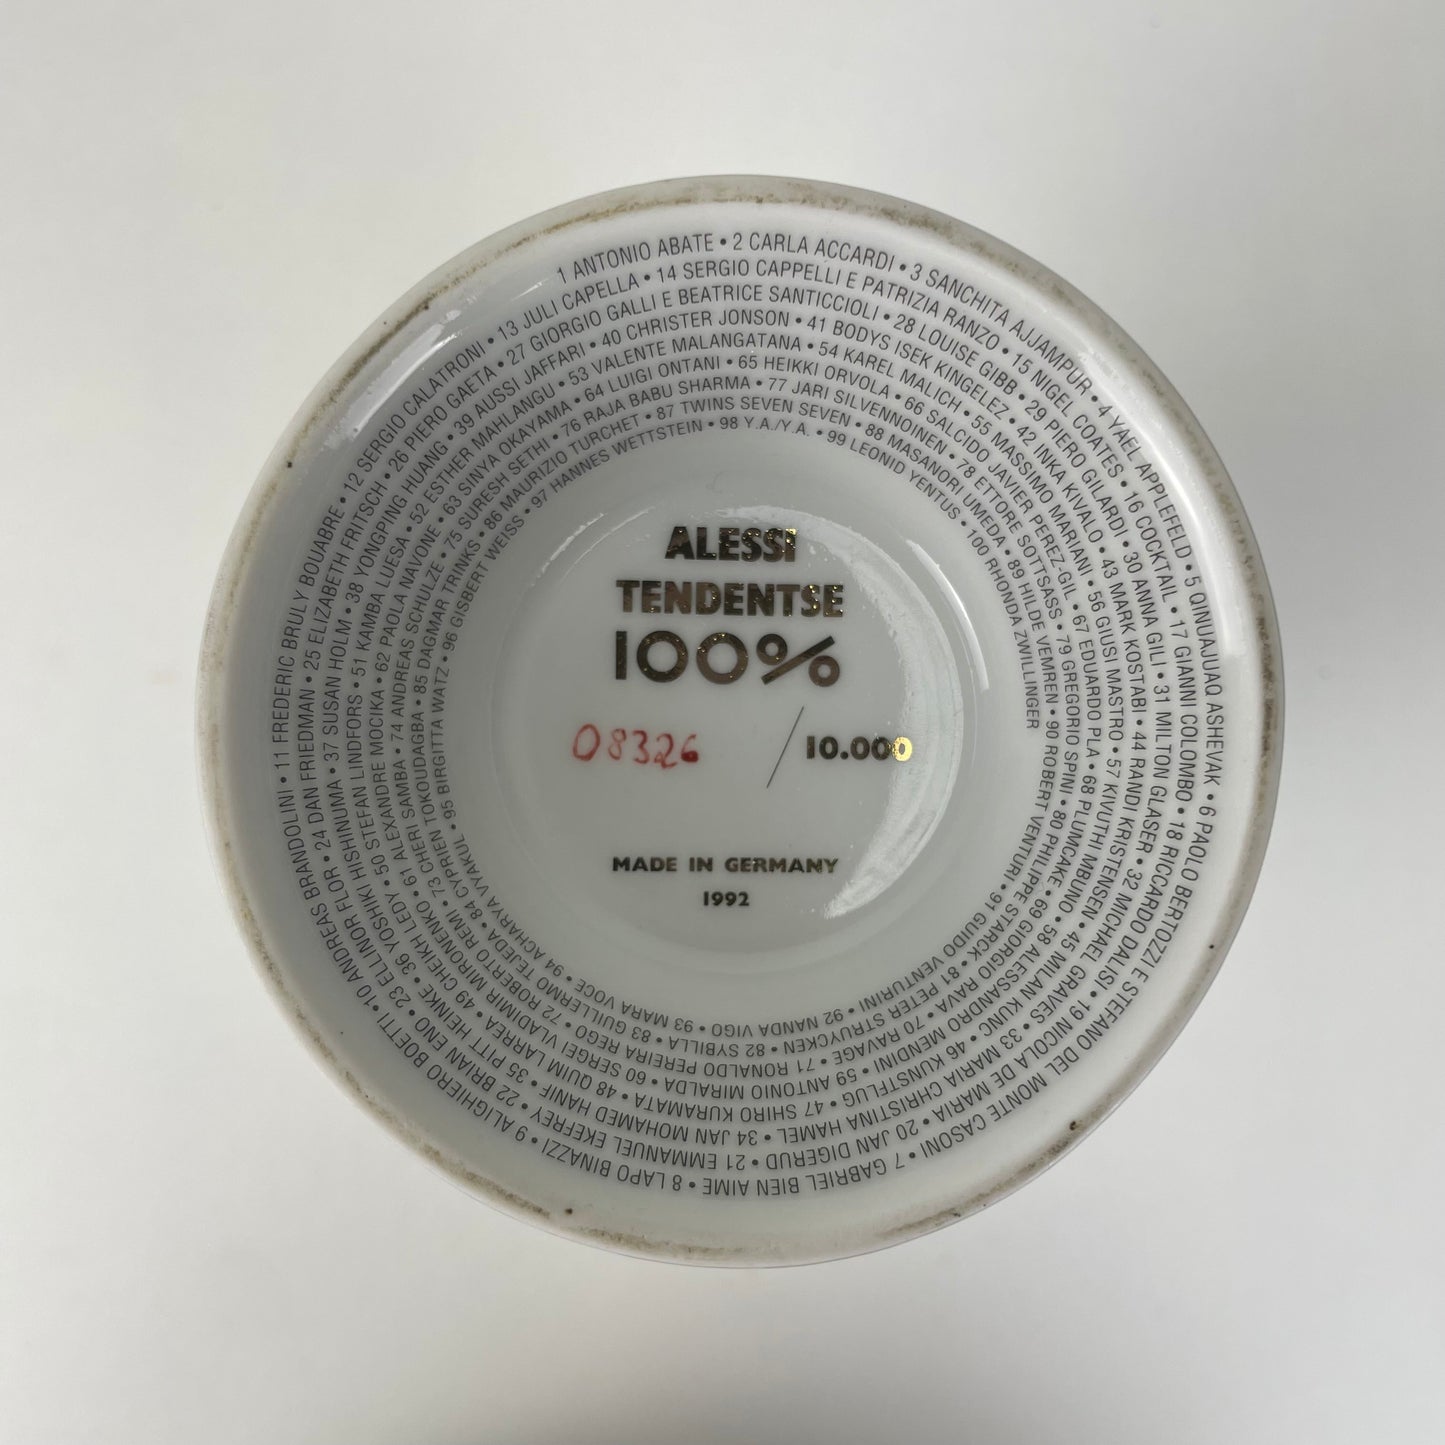 1 ANTONIO ABATE • 2 CARLA ACCARDI • 3 SANCHITA AJJAMPUR • 4 YAEL APPLEFELD • 5 QINUAJUAQ ASHEVAK • 6 PAOLO BERTOZZI E STEFANO DEL MONTE CASONI • 7 GABRIEL BIEN AIME • 8 LAPO BINAZZI • 9 ALIGHIERO BOETTI • 10 ANDREAS BRANDOLINI • 11 FREDERIC BRULY BOUABRE • 12 SERGIO CALATRONI •
13 JULI CAPELLA • 14 SERGIO CAPPELLI E PATRIZIA RANZO • 15 NIGEL COATES • 16 COCKTAIL • 17 GIANNI COLOMBO • 18 RICCARDO DALISI • 19 NICOLA DE MARIA • 20 JAN DIGERUD • 21 EMMANUEL EKEFREY • 22 BRIAN ENO • 23 ELLINOR FLOR • 24 DAN FRIEDMAN • 25 ELIZABETH FRITSCH • 26 PIERO GAETA •
27 GIORGIO GALLI E BEATRICE SANTICCIOLI • 28 LOUISE GIBB • 29 PIERO GILARDI • 30 ANNA GILI • 31 MILTON GLASER • 32 MICHAEL GRAVES • 33 MARIA CHRISTINA HAMEL • 34 JAN MOHAMED HANIF • 35 PITT HEINKE • 36 YOSHIKI HISHINUMA • 37 SUSAN HOLM • 38 YONGPING HUANG • 39 AUSSI JAFFARI •
40 CHRISTER JONSON • 41 BODYS ISEK KINGELEZ • 42 INKA KIVALO • 43 MARK KOSTABI • 44 RANDI KRISTENSEN • 45 MILAN KUNC • 46 KUNSTFLUG • 47 SHIRO KURAMATA • 48 QUIM LARREA • 49 CHEIKH LEDY • 50 STEFAN LINDFORS • 51 KAMBA LUESA • 52 ESTHER MAHLANGU •
53 VALENTE MALANGATANA • 54 KAREL MALICH • 55 MASSIMO MARIANI • 56 GIUSI MASTRO • 57 KIVUTHI MBUNO • 58 ALESSANDRO MENDINI • 59 ANTONIO MIRALDA • 60 SERGEI VLADIMIR MIRONENKO • 61 ALEXANDRE MOCIKA • 62 PAOLA NAVONE • 63 SINYA OKAYAMA •
64 LUIGI ONTANI • 65 HEIKKI ORVOLA • 66 SALCIDO JAVIER PEREZ-GIL • 67 EDUARDO PLA • 68 PLUMCAKE • 69 GIORGIO RAVA • 70 RAVAGE • 71 RONALDO PEREIRA REGO • 72 ROBERTO REMI • 73 CHERI SAMBA • 74 ANDREAS SCHULZE • 75 SURESH SETHI •
76 RAJA BABU SHARMA • 77 JARI SILVENNOINEN • 78 ETTORE SOTTSASS • 79 GREGORIO SPINI • 80 PHILIPPE STARCK • 81 PETER STRUYCKEN • 82 SYBILLA • 83 GUILLERMO TEJEDA • 84 CYPRIEN TOKOUDAGBA • 85 DAGMAR TRINKS • 86 MAURIZIO TURCHET •
87 TWINS SEVEN SEVEN • 88 MASANORI UMEDA • 89 HILDE VEMREN • 90 ROBERT VENTURI • 91 GUIDO VENTURINI • 92 NANDA VIGO • 93 MARA VOCE • 94 ACHARYA VYAKUL • 95 BIRGITTA WATZ • 96 GISBERT WEISS • 97 HANNES WETTSTEIN •
98 Y.A./Y.A. • 99 LEONID YENTUS • 100 RHONDA ZWILLINGER
ALESSI
TENDENTSE
100%
08326 / 10.000
MADE IN GERMANY
1992